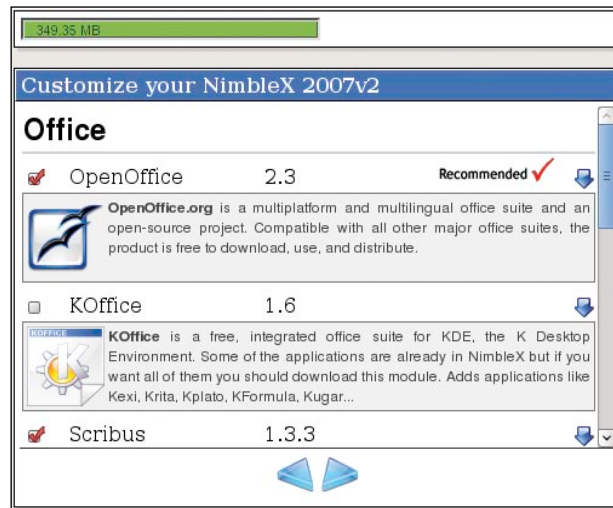 349.35 MB
Customize your NimbleX 2007v2
Office
OpenOffice 2.3 Recommended
OpenOffice.org is a multiplatform and multilingual office suite and an
open-source project. Compatible with all other major office suites, the
product is free to download, use, and distribute.
KOffice 1.6
KOFFICE
KOffice is a free, integrated office suite for KDE, the K Desktop
Environment. Some of the applications are already in NimbleX but if you
want all of them you should download this module. Adds applications like
Kexi, Krita, Kplato, KFormula, Kugar...
Scribus 1.3.3